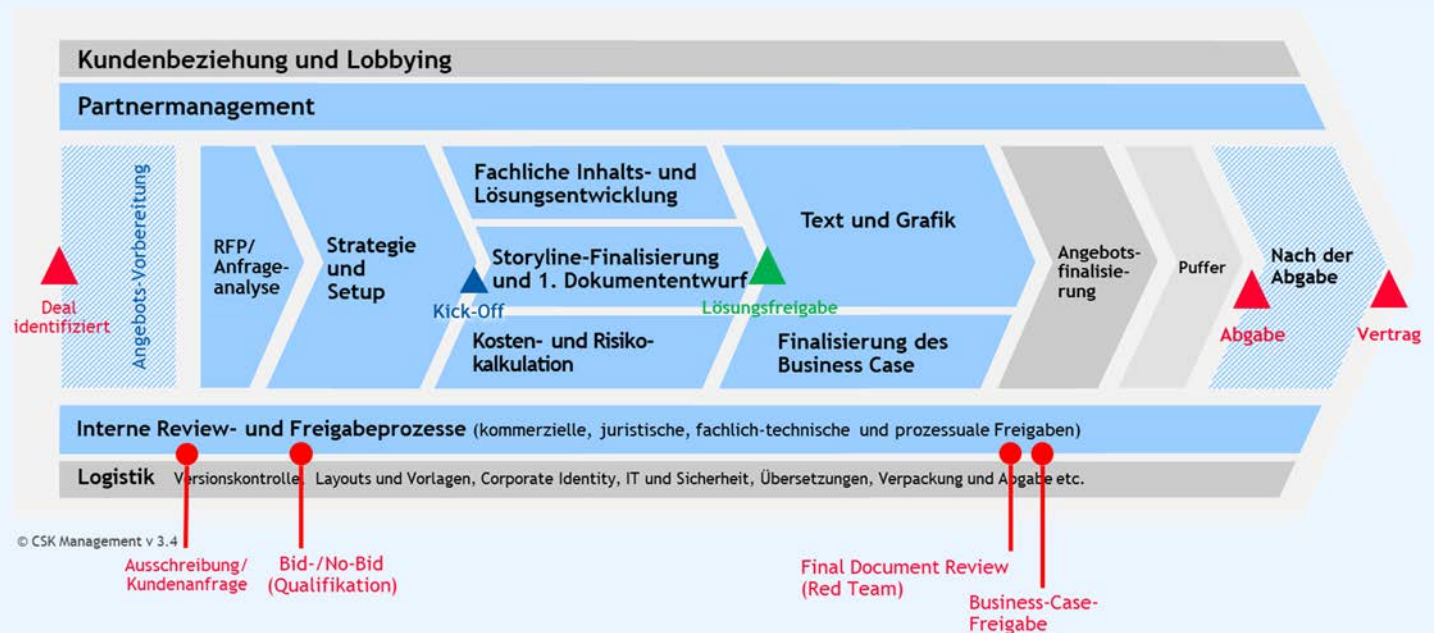 Kundenbeziehung und Lobbying
Partnermanagement
Deal
identifiziert
Angebots-Vorbereitung
RFP/
Anfrage-
analyse
Strategie
und
Setup
Kick-Off
Fachliche Inhalts- und
Lösungsentwicklung
Storyline-Finalisierung
und 1. Dokumententwurf
Kosten- und Risiko-
kalkulation
Lösungsfreigabe
Text und Grafik
Finalisierung des
Business Case
Angebots-
finalisie-
rung
Puffer
Abgabe
Nach der
Abgabe
Vertrag
Interne Review- und Freigabeprozesse (kommerzielle, juristische, fachlich-technische und prozessuale Freigaben)
Logistik Versionskontrolle, Layouts und Vorlagen, Corporate Identity, IT und Sicherheit, Übersetzungen, Verpackung und Abgabe etc.
© CSK Management v 3.4
Ausschreibung/
Kundenanfrage
Bid-/No-Bid
(Qualifikation)
Final Document Review
(Red Team)
Business-Case-
Freigabe